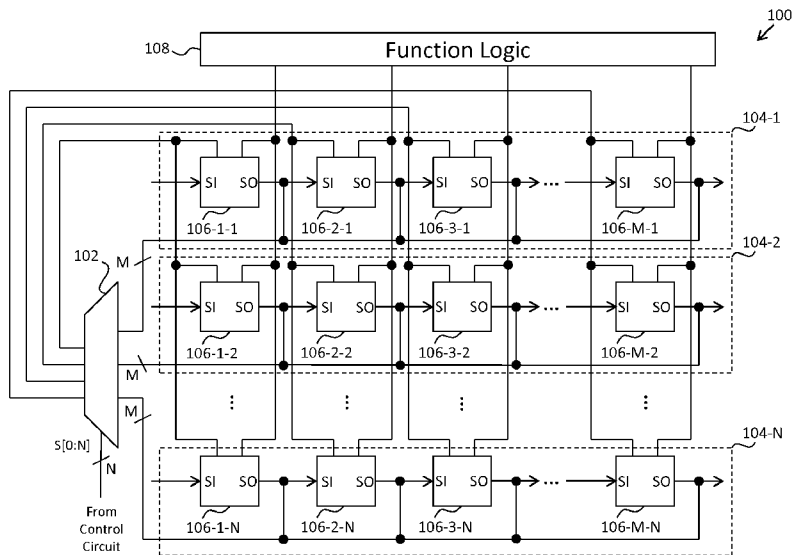 100
108
Function Logic
104-1
SI SO SI SO SI SO ... SI SO
106-1-1 106-2-1 106-3-1 106-M-1
M
102
104-2
SI SO SI SO SI SO ... SI SO
106-1-2 106-2-2 106-3-2 106-M-2
M
M
... ... ... ...
S[0:N]
N
104-N
SI SO SI SO SI SO ... SI SO
106-1-N 106-2-N 106-3-N 106-M-N
From
Control
Circuit